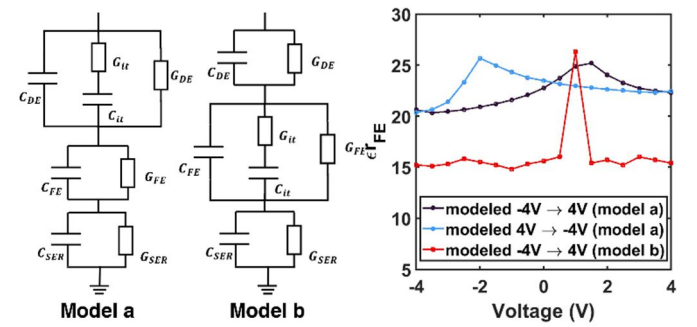 G_it
C_DE
G_DE
C_it
C_FE
G_FE
C_SER
G_SER
Model a
C_DE
G_DE
G_it
C_FE
G_FE
C_it
C_SER
G_SER
Model b
30
25
20
15
10
5
ϵr_FE
modeled -4V → 4V (model a)
modeled 4V → -4V (model a)
modeled -4V → 4V (model b)
-4 -2 0 2 4
Voltage (V)